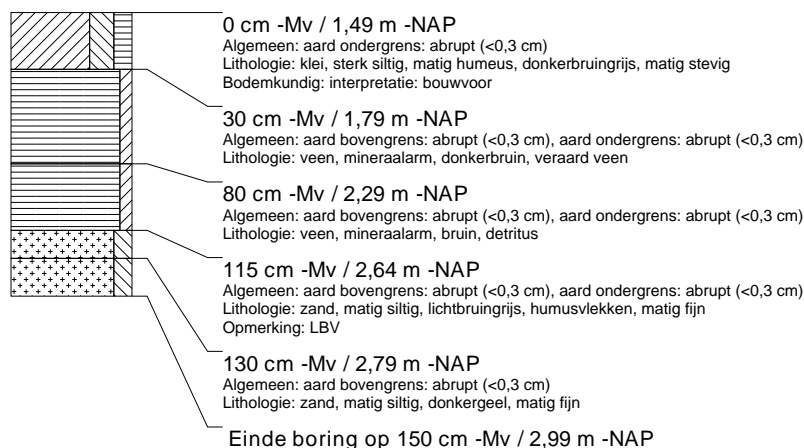 0 cm -Mv / 1,49 m -NAP
Algemeen: aard ondergrens: abrupt (<0,3 cm)
Lithologie: klei, sterk siltig, matig humeus, donkerbruingrijs, matig stevig
Bodemkundig: interpretatie: bouwvoor
30 cm -Mv / 1,79 m -NAP
Algemeen: aard bovengrens: abrupt (<0,3 cm), aard ondergrens: abrupt (<0,3 cm)
Lithologie: veen, mineraalarm, donkerbruin, veraard veen
80 cm -Mv / 2,29 m -NAP
Algemeen: aard bovengrens: abrupt (<0,3 cm), aard ondergrens: abrupt (<0,3 cm)
Lithologie: veen, mineraalarm, bruin, detritus
115 cm -Mv / 2,64 m -NAP
Algemeen: aard bovengrens: abrupt (<0,3 cm), aard ondergrens: abrupt (<0,3 cm)
Lithologie: zand, matig siltig, lichtbruingrijs, humusvlekken, matig fijn
Opmerking: LBV
130 cm -Mv / 2,79 m -NAP
Algemeen: aard bovengrens: abrupt (<0,3 cm)
Lithologie: zand, matig siltig, donkergeel, matig fijn
Einde boring op 150 cm -Mv / 2,99 m -NAP